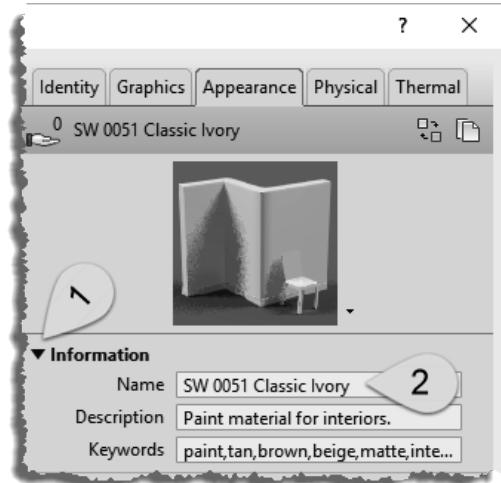 ?
Identity Graphics Appearance Physical Thermal
0 SW 0051 Classic Ivory
1
Information
Name SW 0051 Classic Ivory 2
Description Paint material for interiors.
Keywords paint,tan,brown,beige,matte,inte...